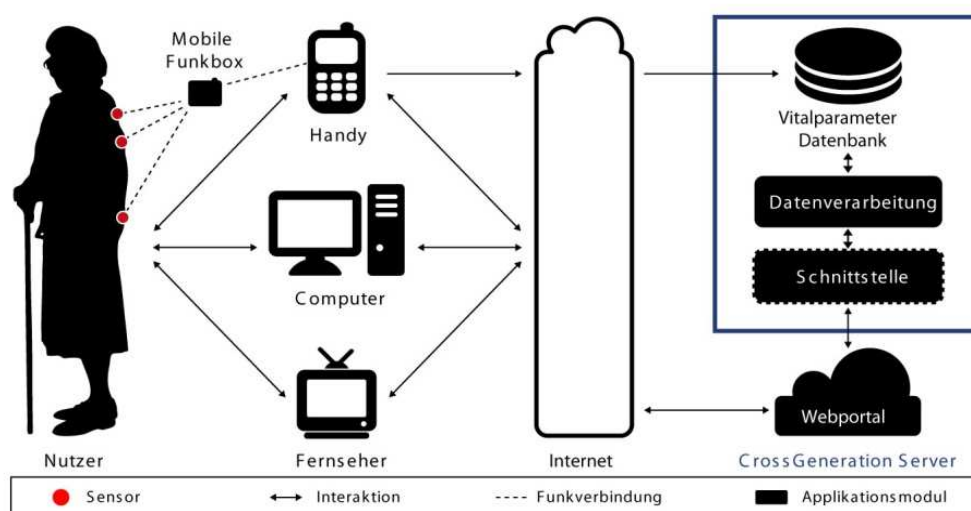 Mobile
Funkbox
Handy
Vitalparameter
Datenbank
Datenverarbeitung
Schnittstelle
Computer
Webportal
Nutzer
Fernseher
Internet
CrossGeneration Server
Sensor
Interaktion
Funkverbindung
Applikationsmodul